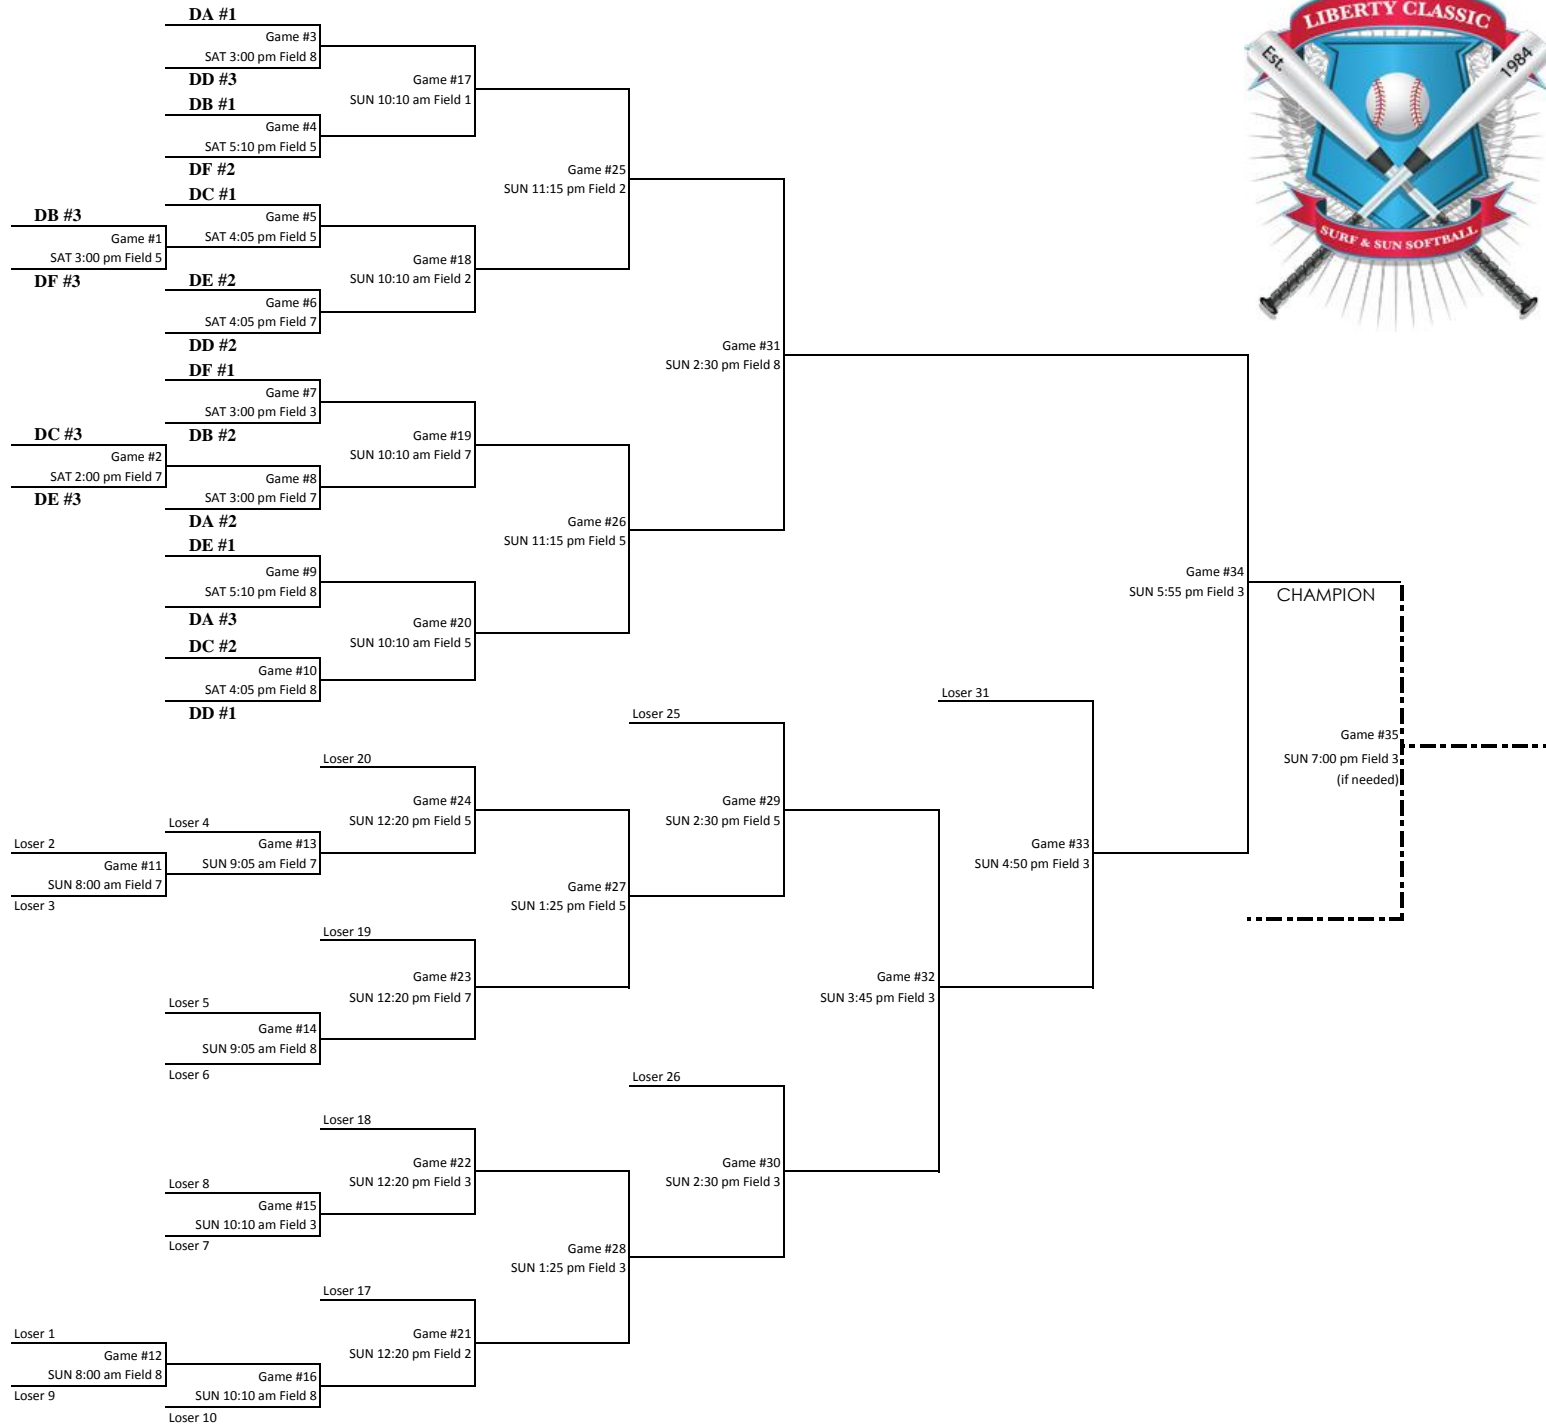 LIBERTY CLASSIC
Est.
1984
SURF & SUN SOFTBALL
DA #1
Game #3
SAT 3:00 pm Field 8
DD #3
DB #1
Game #4
SAT 5:10 pm Field 5
DF #2
DC #1
Game #5
SAT 4:05 pm Field 5
DB #3
Game #1
SAT 3:00 pm Field 5
DF #3
DE #2
Game #6
SAT 4:05 pm Field 7
DD #2
DF #1
Game #7
SAT 3:00 pm Field 3
DB #2
DC #3
Game #2
SAT 2:00 pm Field 7
DE #3
Game #8
SAT 3:00 pm Field 7
DA #2
DE #1
Game #9
SAT 5:10 pm Field 8
DA #3
DC #2
Game #10
SAT 4:05 pm Field 8
DD #1
Game #17
SUN 10:10 am Field 1
Game #18
SUN 10:10 am Field 2
Game #19
SUN 10:10 am Field 7
Game #20
SUN 10:10 am Field 5
Game #25
SUN 11:15 pm Field 2
Game #26
SUN 11:15 pm Field 5
Game #31
SUN 2:30 pm Field 8
Game #34
SUN 5:55 pm Field 3
CHAMPION
Game #35
SUN 7:00 pm Field 3
(if needed)
Loser 31
Game #33
SUN 4:50 pm Field 3
Loser 25
Game #29
SUN 2:30 pm Field 5
Loser 20
Game #24
SUN 12:20 pm Field 5
Loser 4
Game #13
SUN 9:05 am Field 7
Loser 2
Game #11
SUN 8:00 am Field 7
Loser 3
Game #27
SUN 1:25 pm Field 5
Loser 19
Game #23
SUN 12:20 pm Field 7
Loser 5
Game #14
SUN 9:05 am Field 8
Loser 6
Game #32
SUN 3:45 pm Field 3
Loser 26
Game #30
SUN 2:30 pm Field 3
Loser 18
Game #22
SUN 12:20 pm Field 3
Loser 8
Game #15
SUN 10:10 am Field 3
Loser 7
Game #28
SUN 1:25 pm Field 3
Loser 17
Game #21
SUN 12:20 pm Field 2
Loser 1
Game #12
SUN 8:00 am Field 8
Loser 9
Game #16
SUN 10:10 am Field 8
Loser 10